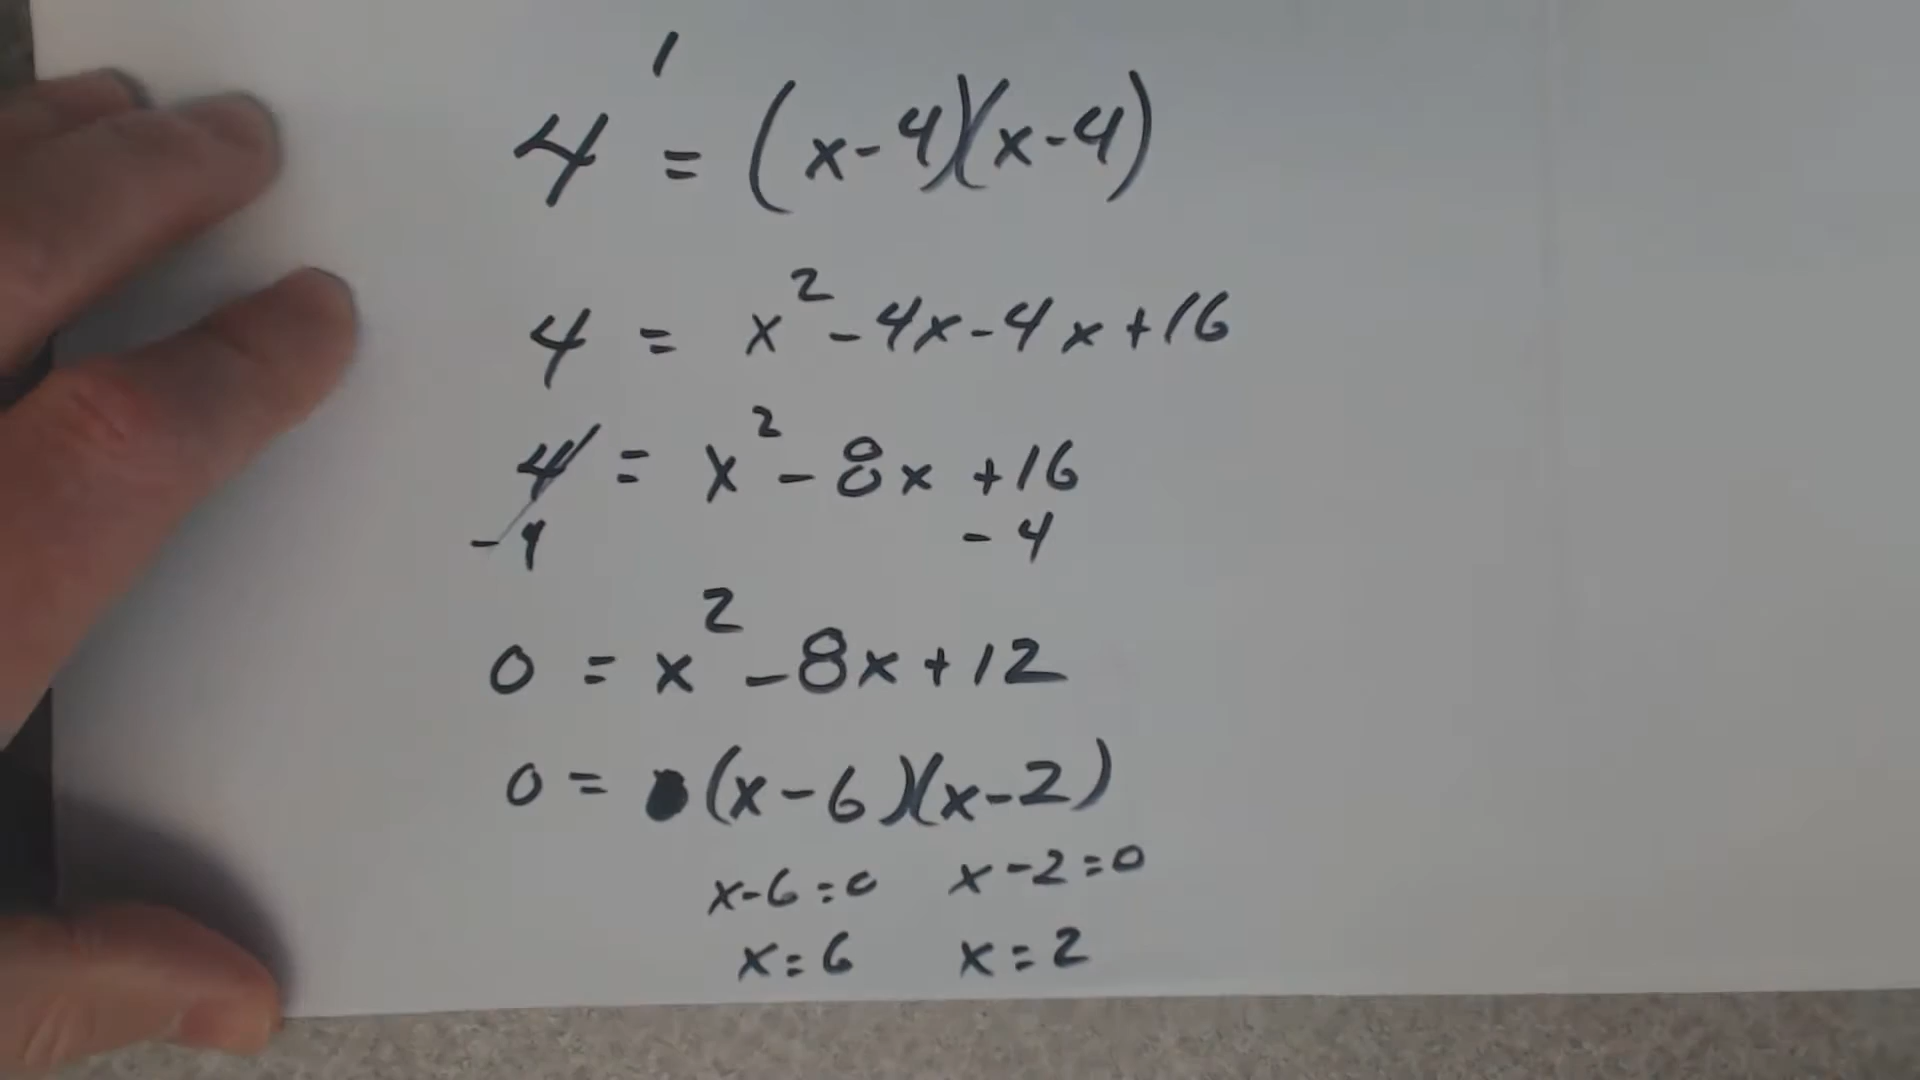 4 = (x-4)(x-4)
4 = x² - 4x - 4x + 16
4 = x² - 8x + 16
-4 - 4
0 = x² - 8x + 12
0 = (x - 6)(x - 2)
x-6=0 x-2=0
x=6 x=2